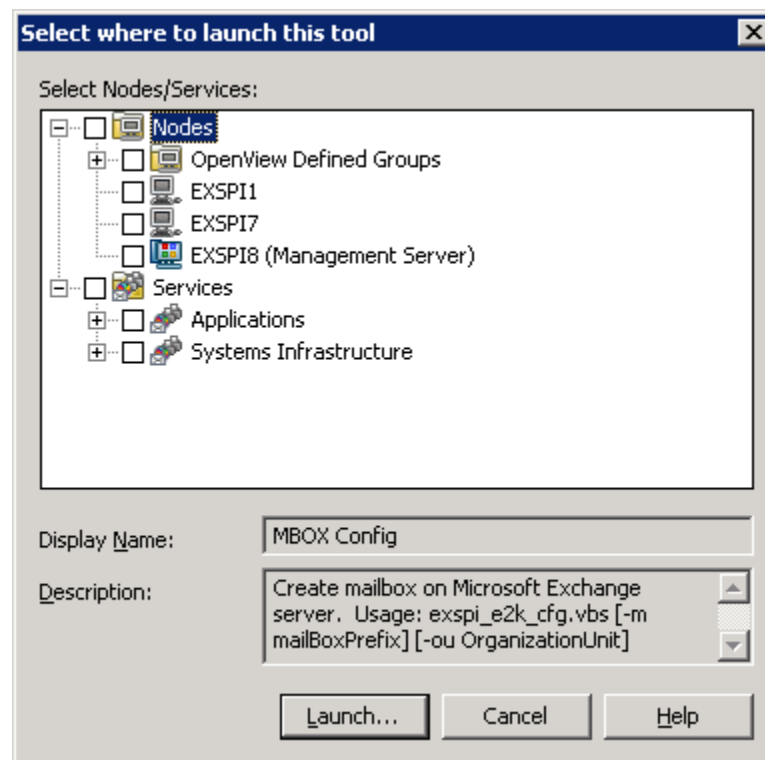 Select where to launch this tool
Select Nodes/Services:
Nodes
OpenView Defined Groups
EXSPI1
EXSPI7
EXSPI8 (Management Server)
Services
Applications
Systems Infrastructure
Display Name:
MBOX Config
Description:
Create mailbox on Microsoft Exchange
server. Usage: exspi_e2k_cfg.vbs [-m
mailBoxPrefix] [-ou OrganizationUnit]
Launch...
Cancel
Help